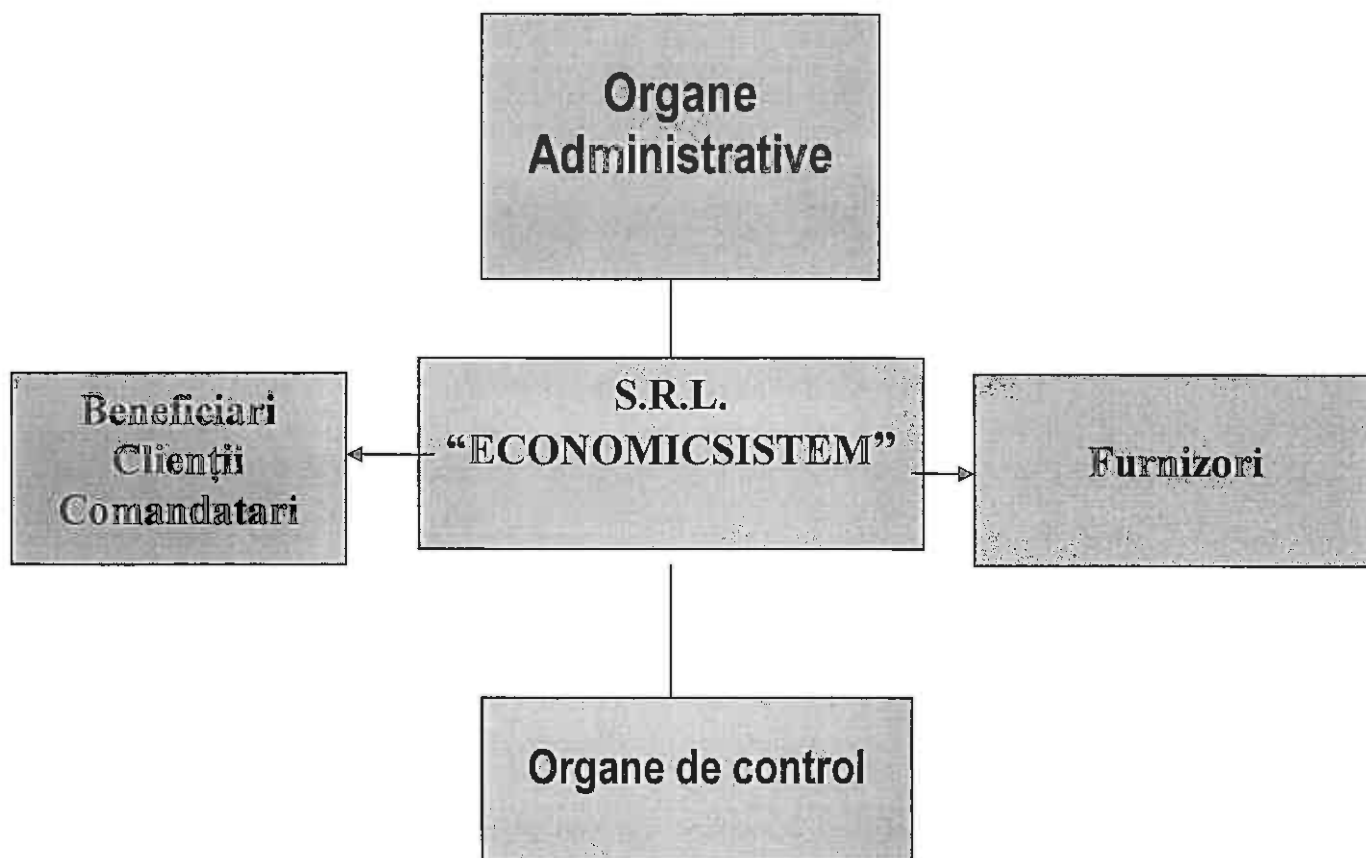 Organe
Administrative
S.R.L.
“ECONOMICSISTEM”
Beneficiari
Clienții
Comandatari
Furnizori
Organe de control